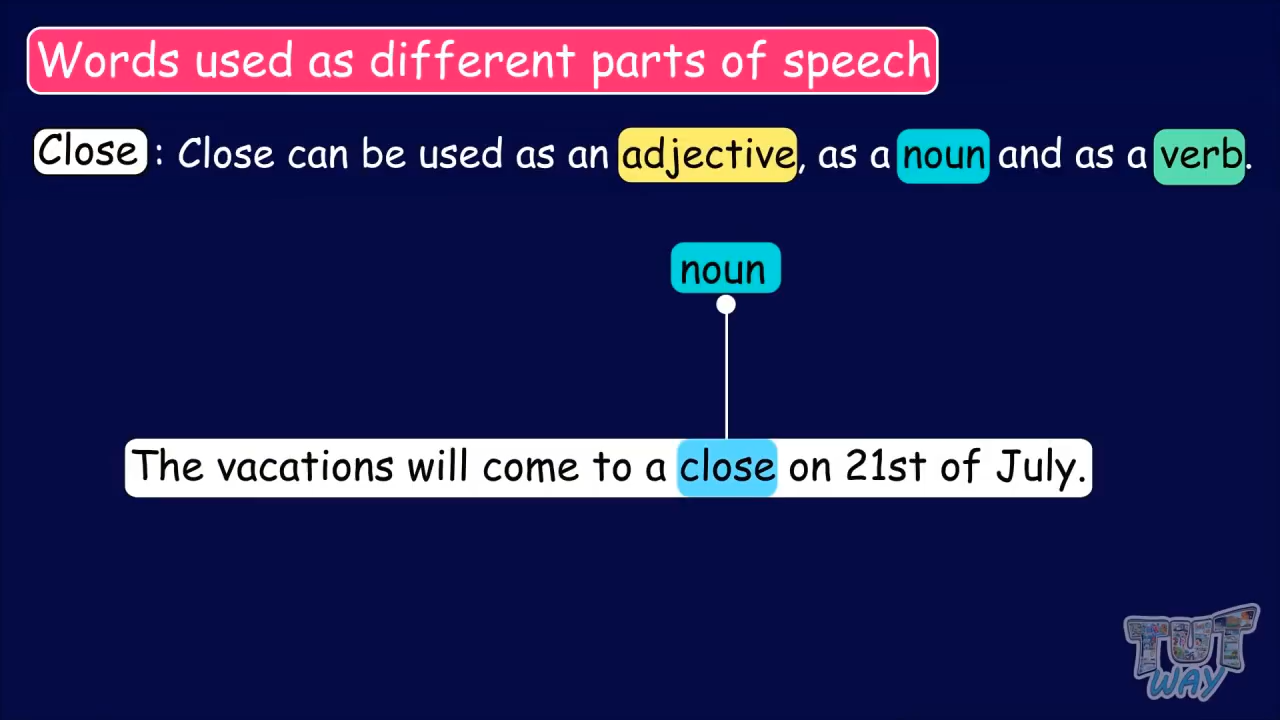 Words used as different parts of speech
Close : Close can be used as an adjective, as a noun and as a verb.
noun
The vacations will come to a close on 21st of July.
TUT
WAY